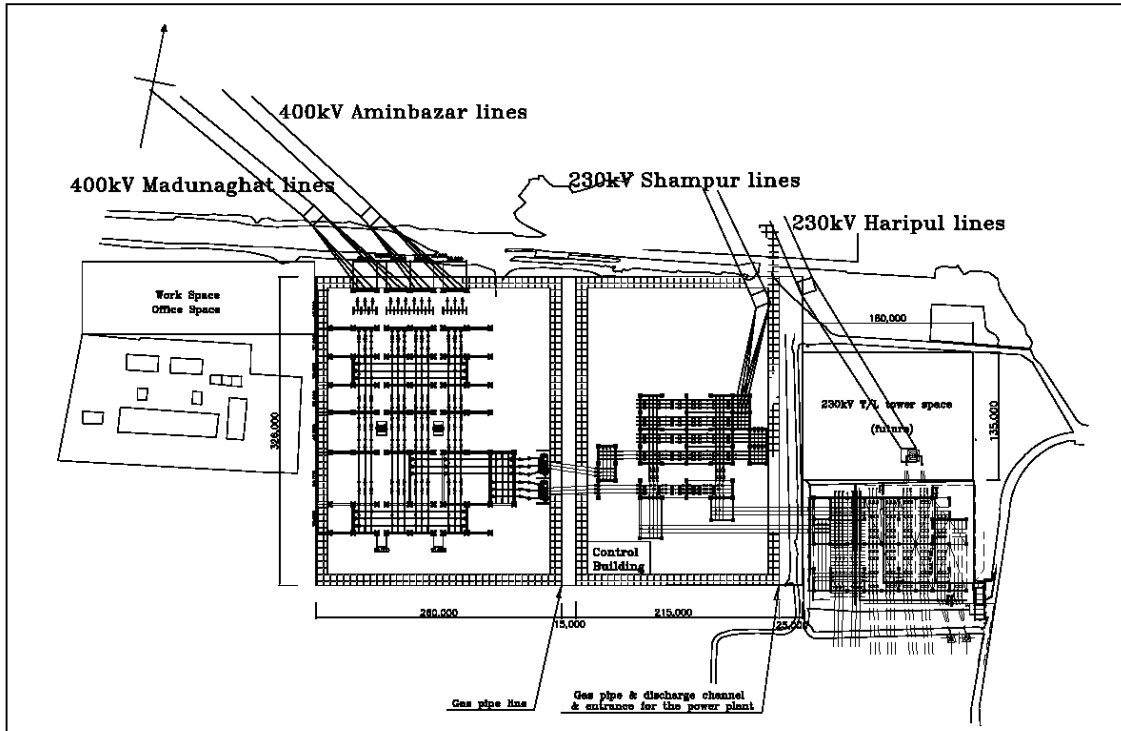 400kV Aminbazar lines
400kV Madunaghat lines
230kV Shampur lines
230kV Haripul lines
Work Space
Office Space
160,000
230kV T/L tower space
(future)
135,000
326,000
Control
Building
260,000
15,000
215,000
25,000
Gas pipe line
Gas pipe & discharge channel
& entrance for the power plant